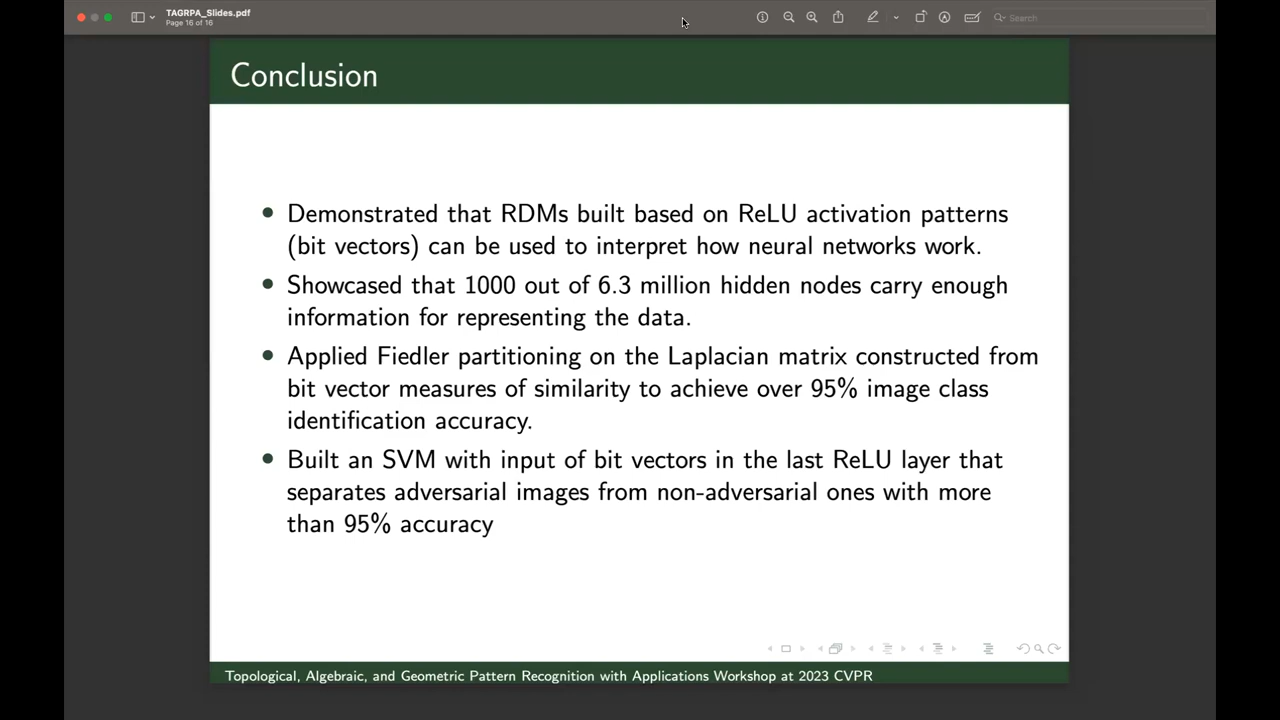 TAGRPA_Slides.pdf
Page 16 of 16
Search
Conclusion
Demonstrated that RDMs built based on ReLU activation patterns
(bit vectors) can be used to interpret how neural networks work.
Showcased that 1000 out of 6.3 million hidden nodes carry enough
information for representing the data.
Applied Fiedler partitioning on the Laplacian matrix constructed from
bit vector measures of similarity to achieve over 95% image class
identification accuracy.
Built an SVM with input of bit vectors in the last ReLU layer that
separates adversarial images from non-adversarial ones with more
than 95% accuracy
Topological, Algebraic, and Geometric Pattern Recognition with Applications Workshop at 2023 CVPR